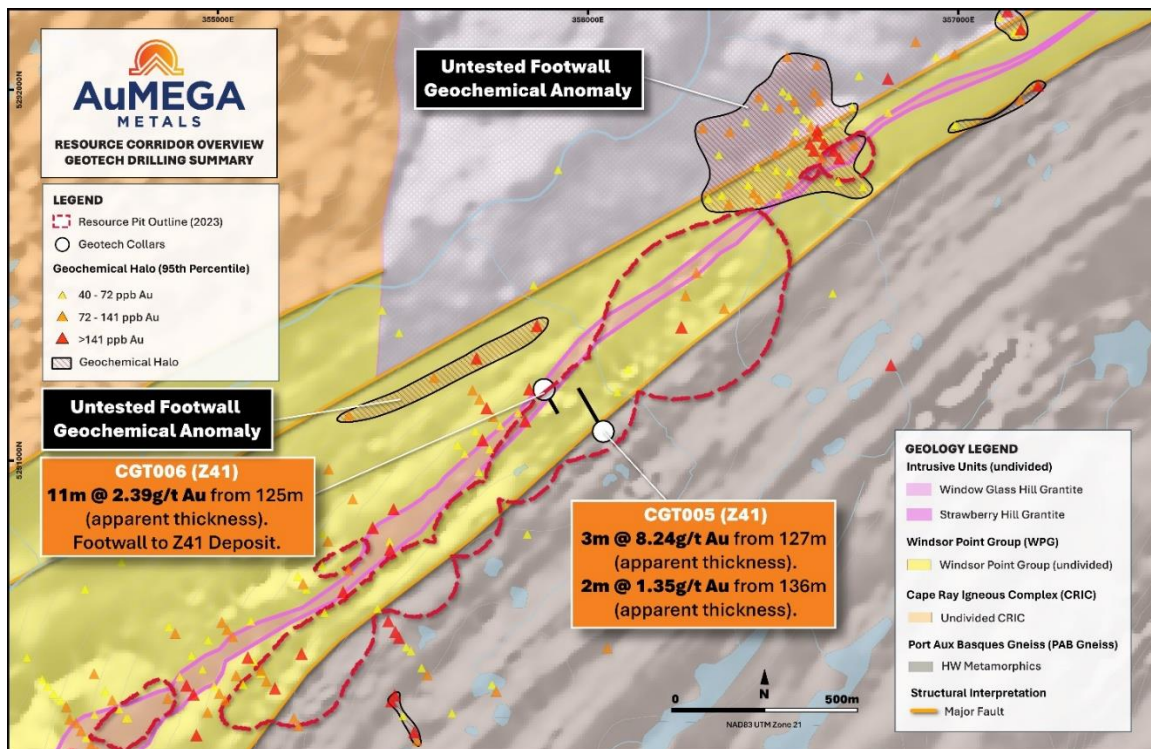 355000E
356000E
357000E
5292000N
5291000N
AuMEGA
METALS
RESOURCE CORRIDOR OVERVIEW
GEOTECH DRILLING SUMMARY
LEGEND
Resource Pit Outline (2023)
Geotech Collars
Geochemical Halo (95th Percentile)
40 - 72 ppb Au
72 - 141 ppb Au
>141 ppb Au
Geochemical Halo
Untested Footwall
Geochemical Anomaly
Untested Footwall
Geochemical Anomaly
CGT006 (Z41)
11m @ 2.39g/t Au from 125m
(apparent thickness).
Footwall to Z41 Deposit.
CGT005 (Z41)
3m @ 8.24g/t Au from 127m
(apparent thickness).
2m @ 1.35g/t Au from 136m
(apparent thickness).
0
500m
N
NAD83 UTM Zone 21
GEOLOGY LEGEND
Intrusive Units (undivided)
Window Glass Hill Grantite
Strawberry Hill Grantite
Windsor Point Group (WPG)
Windsor Point Group (undivided)
Cape Ray Igneous Complex (CRIC)
Undivided CRIC
Port Aux Basques Gneiss (PAB Gneiss)
HW Metamorphics
Structural Interpretation
Major Fault